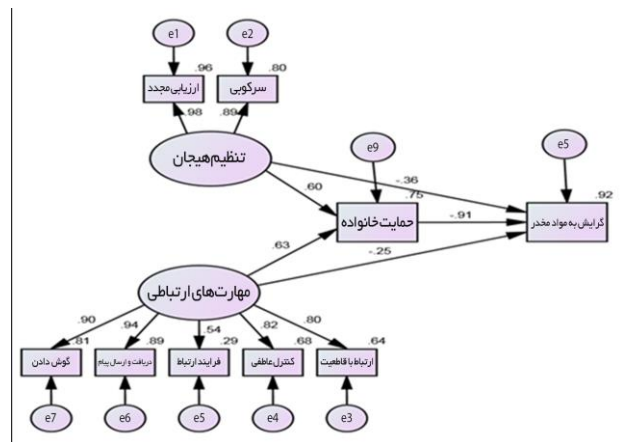 e1
e2
.96
.80
ارزیابی مجدد
سرکوبی
.98
.89
تنظیم هیجان
e9
e5
-.36
.60
.75
.92
حمایت خانواده
-.91
گرایش به مواد مخدر
.63
-.25
مهارت‌های ارتباطی
.90
.94
.54
.82
.80
.81
.89
.29
.68
.64
گوش دادن
دریافت و ارسال پیام
فرایند ارتباط
کنترل عاطفی
ارتباط با قاطعیت
e7
e6
e5
e4
e3